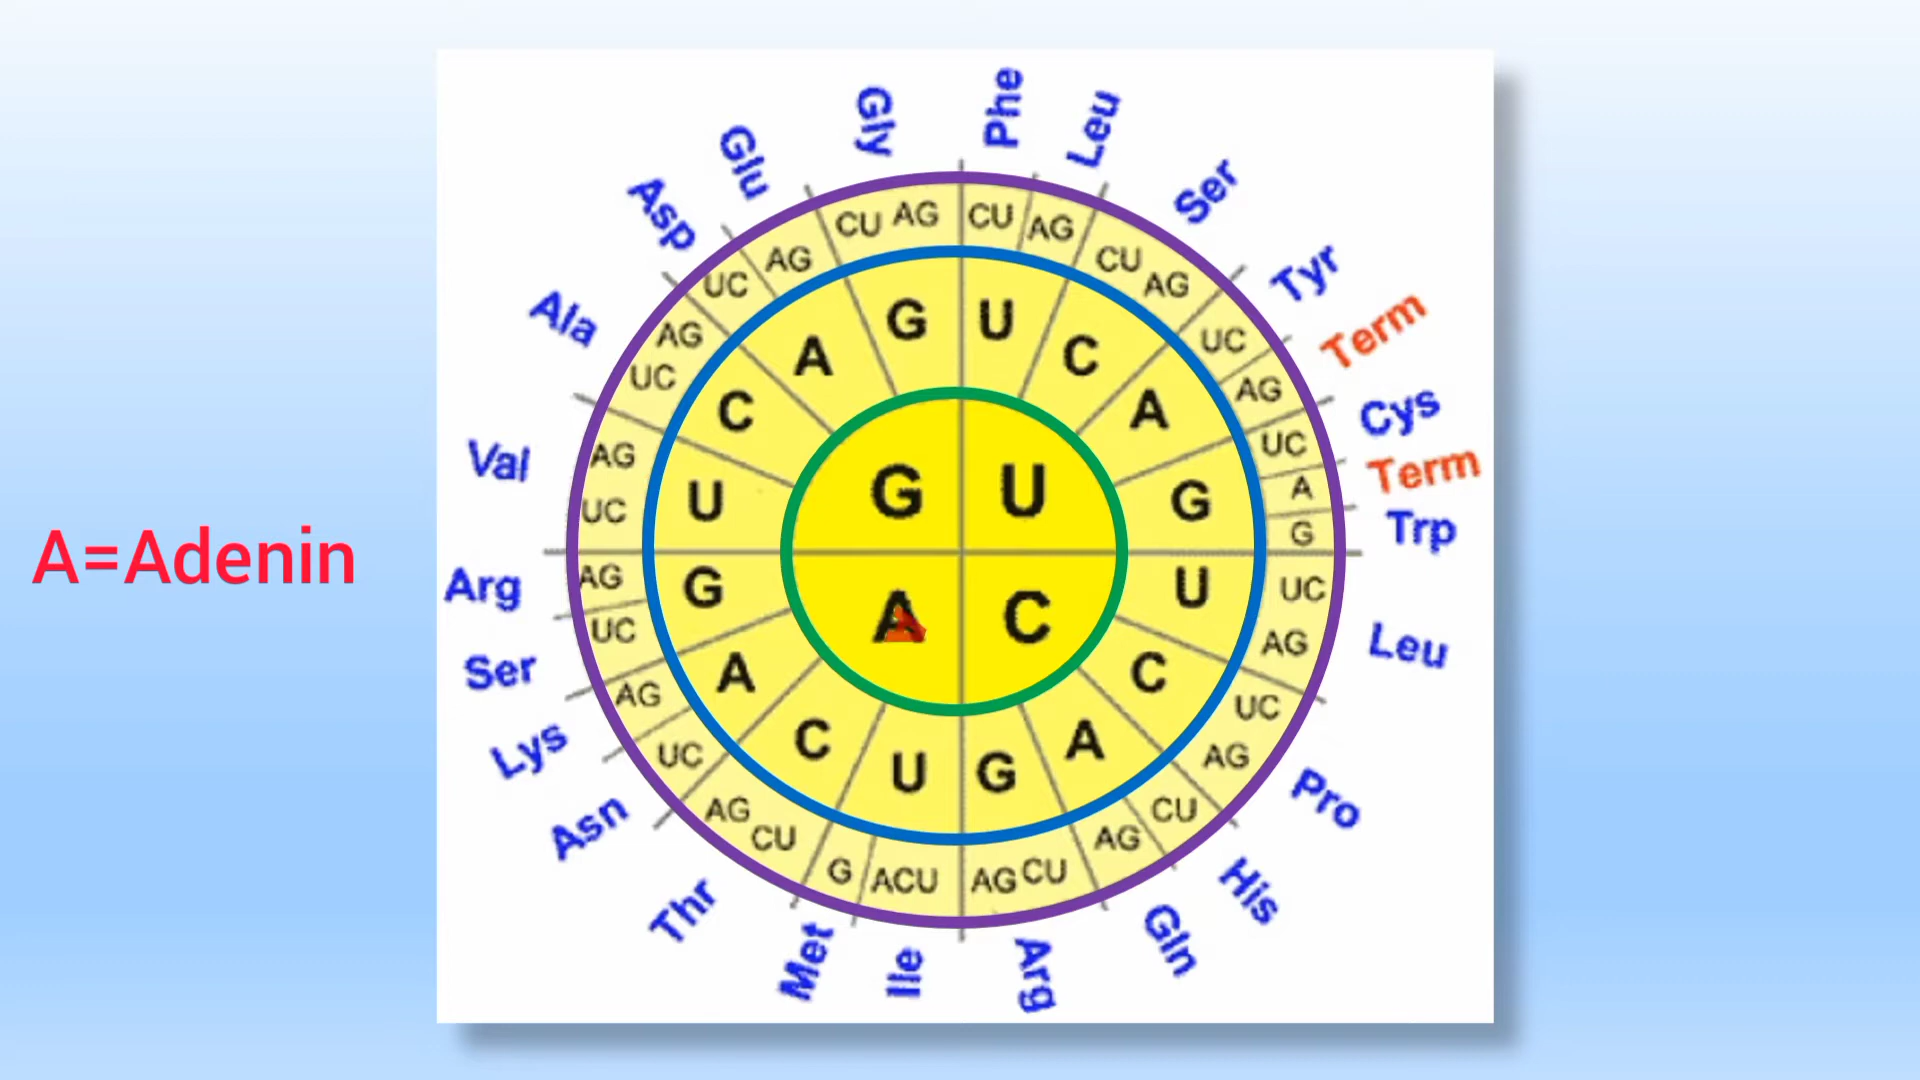 A=Adenin
Gly
Phe
Leu
Ser
Tyr
Term
Cys
Term
Trp
Leu
Pro
His
Gln
Arg
Ile
Met
Thr
Asn
Lys
Ser
Arg
Val
Ala
Asp
Glu
CU AG
CU
AG
CU
AG
UC
AG
UC
A
G
UC
AG
UC
AG
CU
AG
CU
AG
ACU
G
CU
AG
UC
AG
UC
AG
UC
AG
UC
AG
UC
AG
G
U
C
A
G
U
C
A
G
U
C
A
G
U
C
A
G
U
A
C